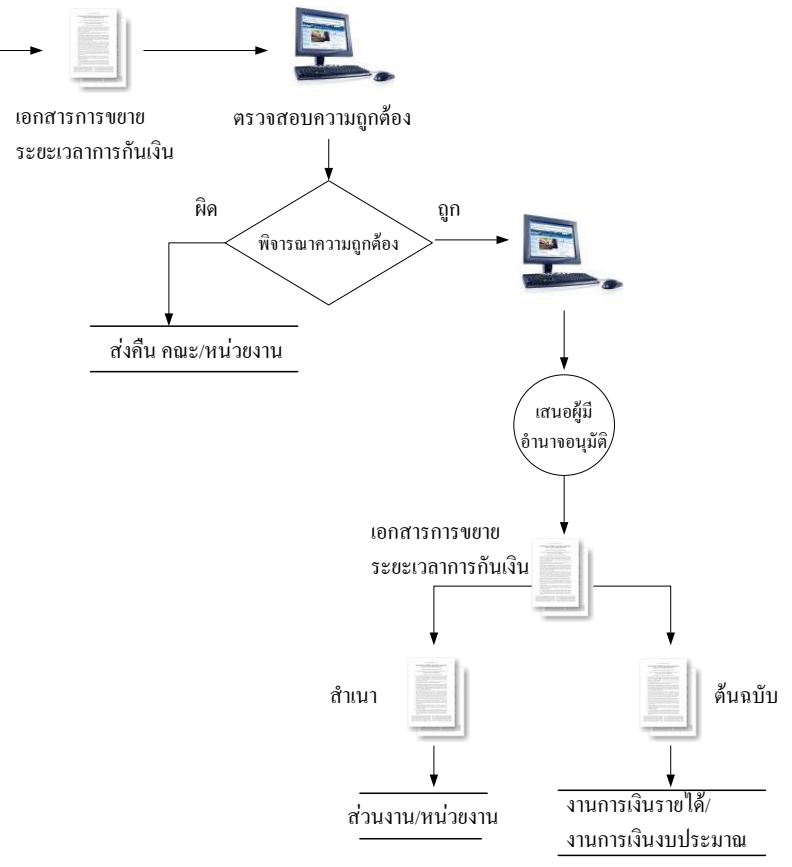 เอกสารการขยาย
ระยะเวลาการกันเงิน
ตรวจสอบความถูกต้อง
ผิด
ถูก
พิจารณาความถูกต้อง
ส่งคืน คณะ/หน่วยงาน
เสนอผู้มี
อำนาจอนุมัติ
เอกสารการขยาย
ระยะเวลาการกันเงิน
สำเนา
ต้นฉบับ
ส่วนงาน/หน่วยงาน
งานการเงินรายได้/
งานการเงินงบประมาณ